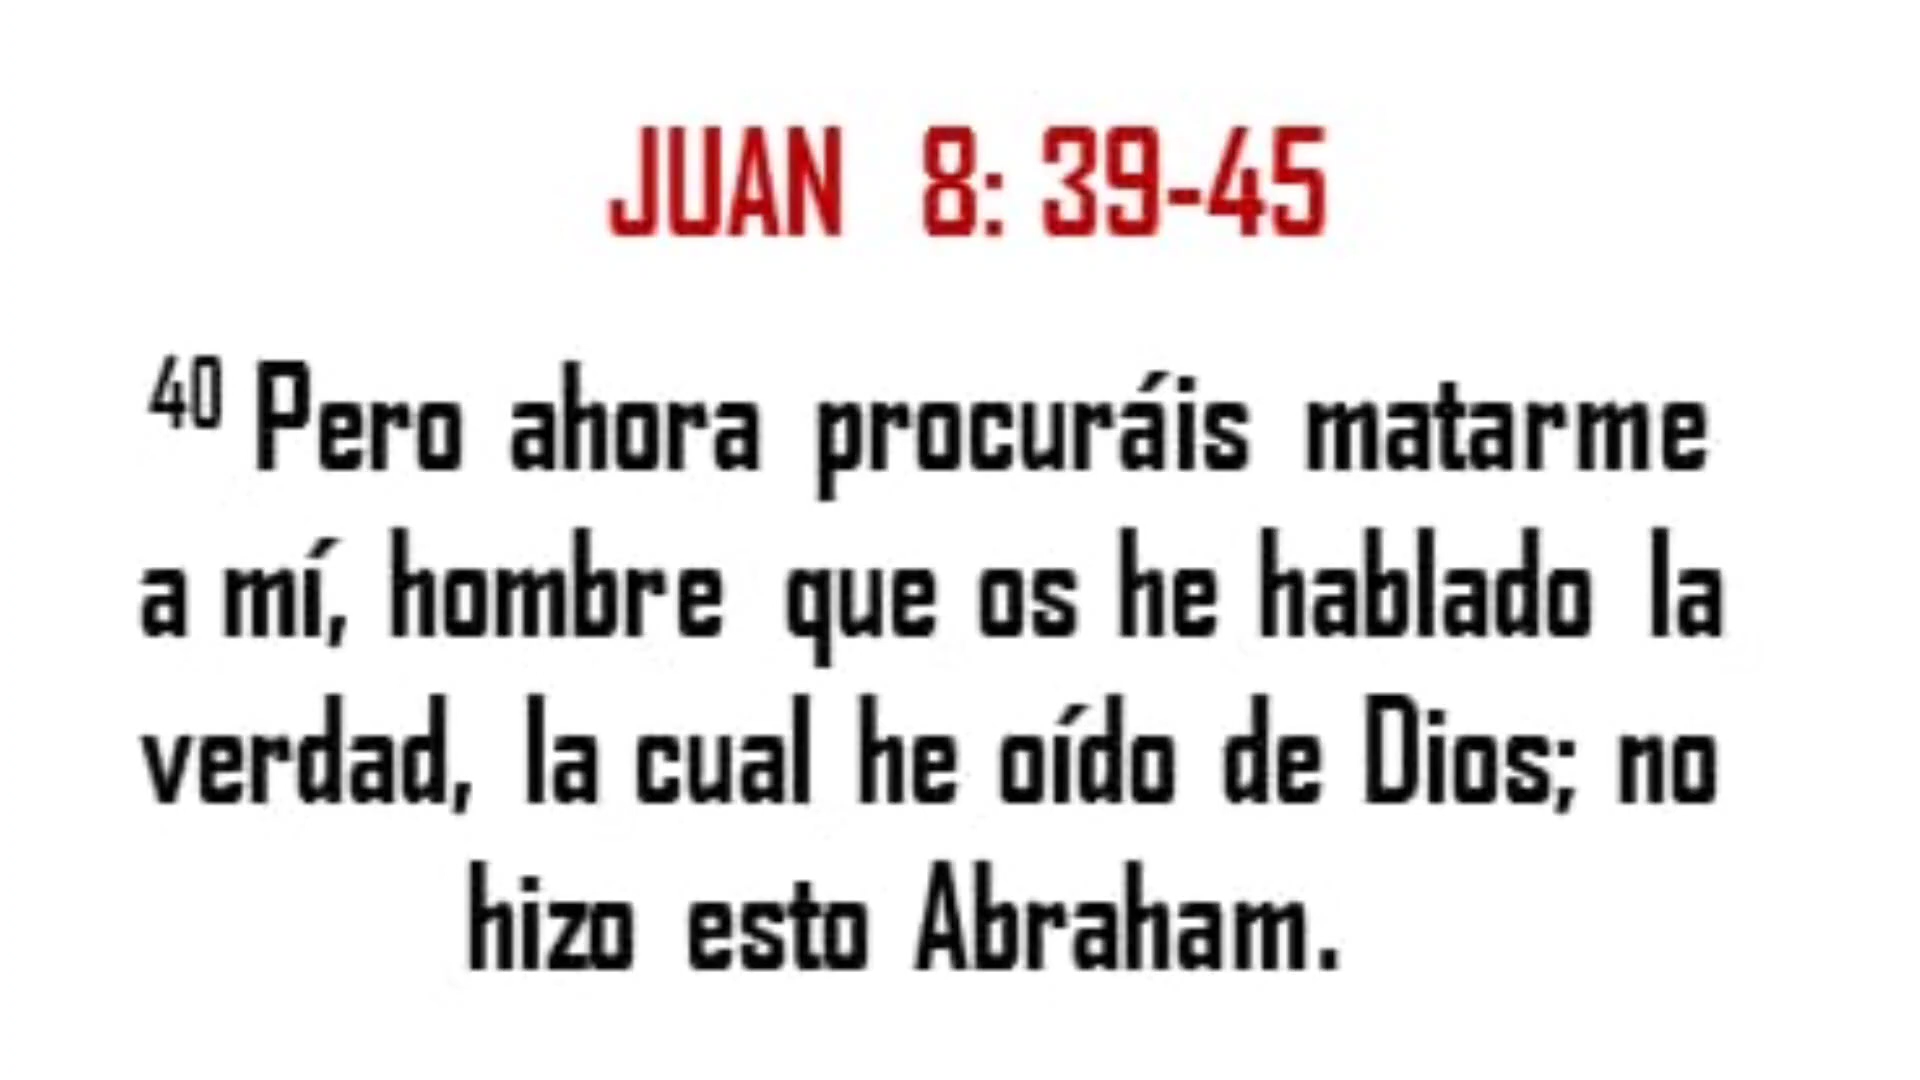 JUAN 8: 39-45
40 Pero ahora procuráis matarme
a mí, hombre que os he hablado la
verdad, la cual he oído de Dios; no
hizo esto Abraham.